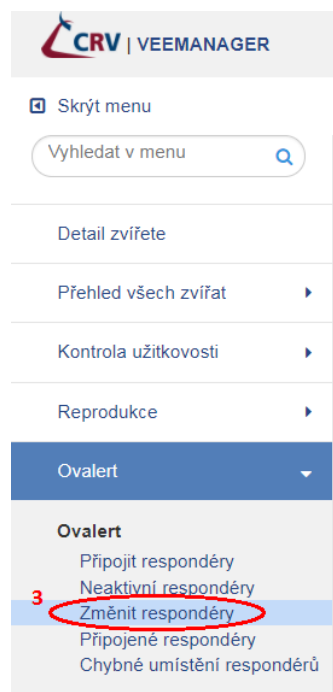 CRV | VEEMANAGER
Skrýt menu
Vyhledat v menu
Detail zvířete
Přehled všech zvířat
Kontrola užitkovosti
Reprodukce
Ovalert
Ovalert
Připojit respondéry
Neaktivní respondéry
3 Změnit respondéry
Připojené respondéry
Chybné umístění respondérů